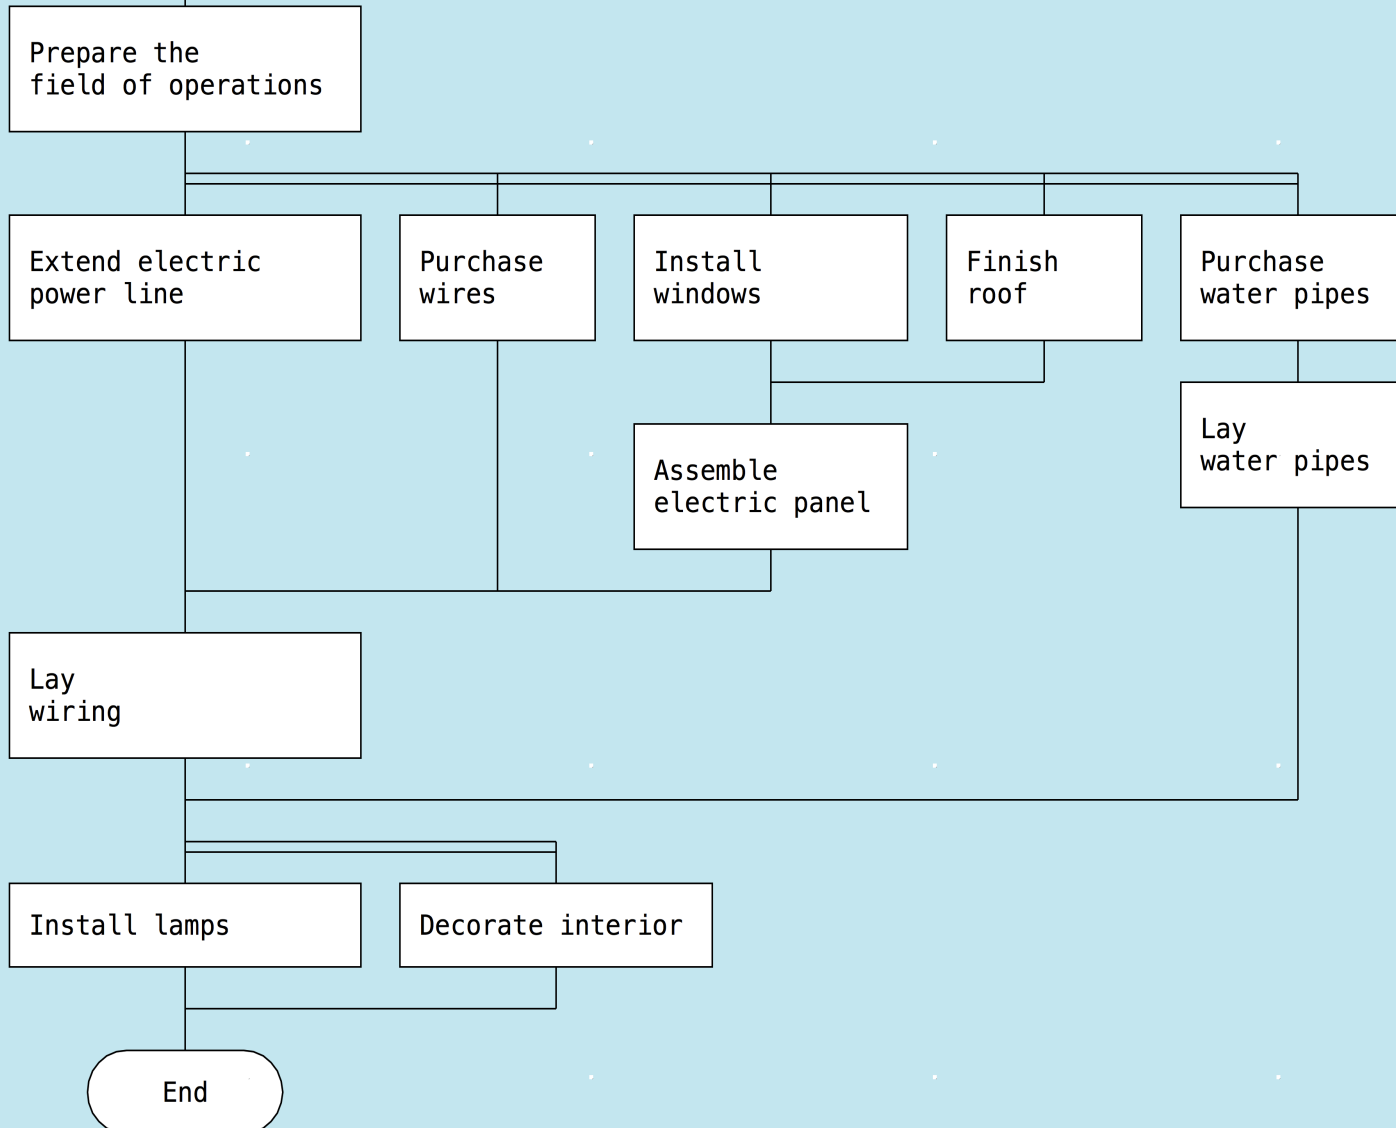 Prepare the
field of operations
Extend electric
power line
Purchase
wires
Install
windows
Finish
roof
Purchase
water pipes
Assemble
electric panel
Lay
water pipes
Lay
wiring
Install lamps
Decorate interior
End